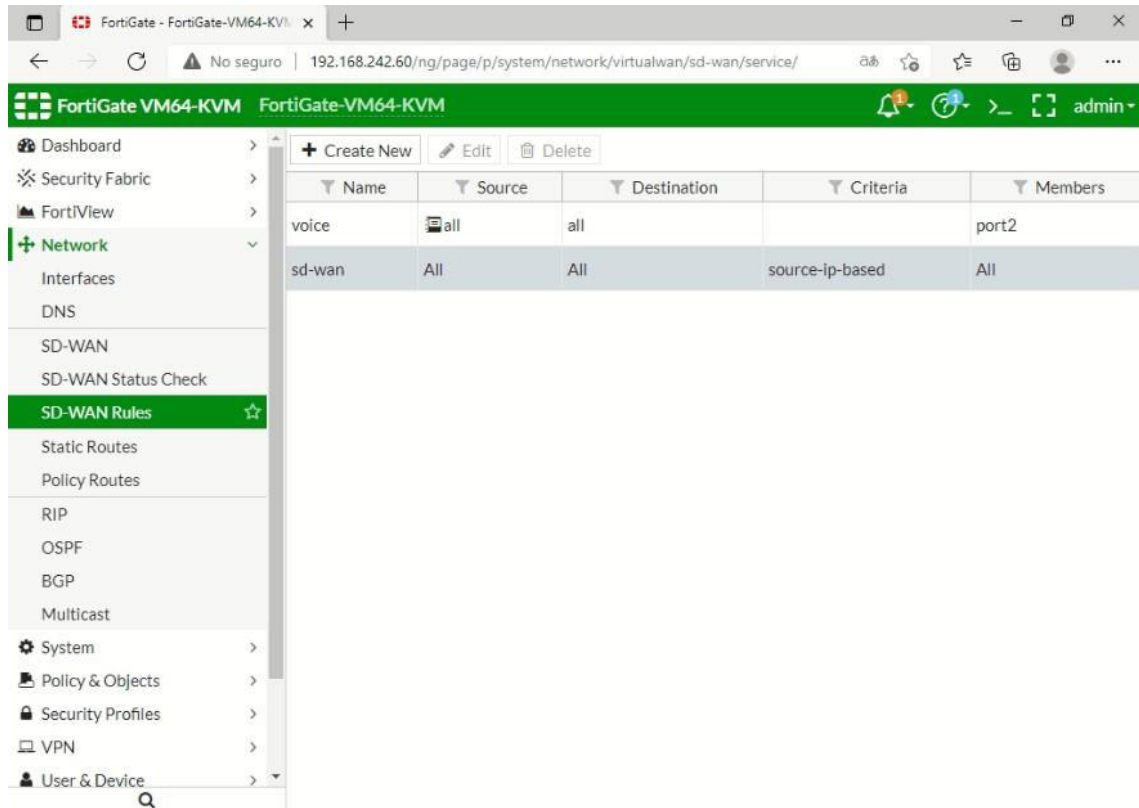 FortiGate - FortiGate-VM64-KV
No seguro 192.168.242.60/ng/page/p/system/network/virtualwan/sd-wan/service/ aあ
FortiGate VM64-KVM FortiGate-VM64-KVM 1 1 >_ admin
Dashboard
Security Fabric
FortiView
Network
Interfaces
DNS
SD-WAN
SD-WAN Status Check
SD-WAN Rules
Static Routes
Policy Routes
RIP
OSPF
BGP
Multicast
System
Policy & Objects
Security Profiles
VPN
User & Device
+ Create New Edit Delete
Name Source Destination Criteria Members
voice all all port2
sd-wan All All source-ip-based All